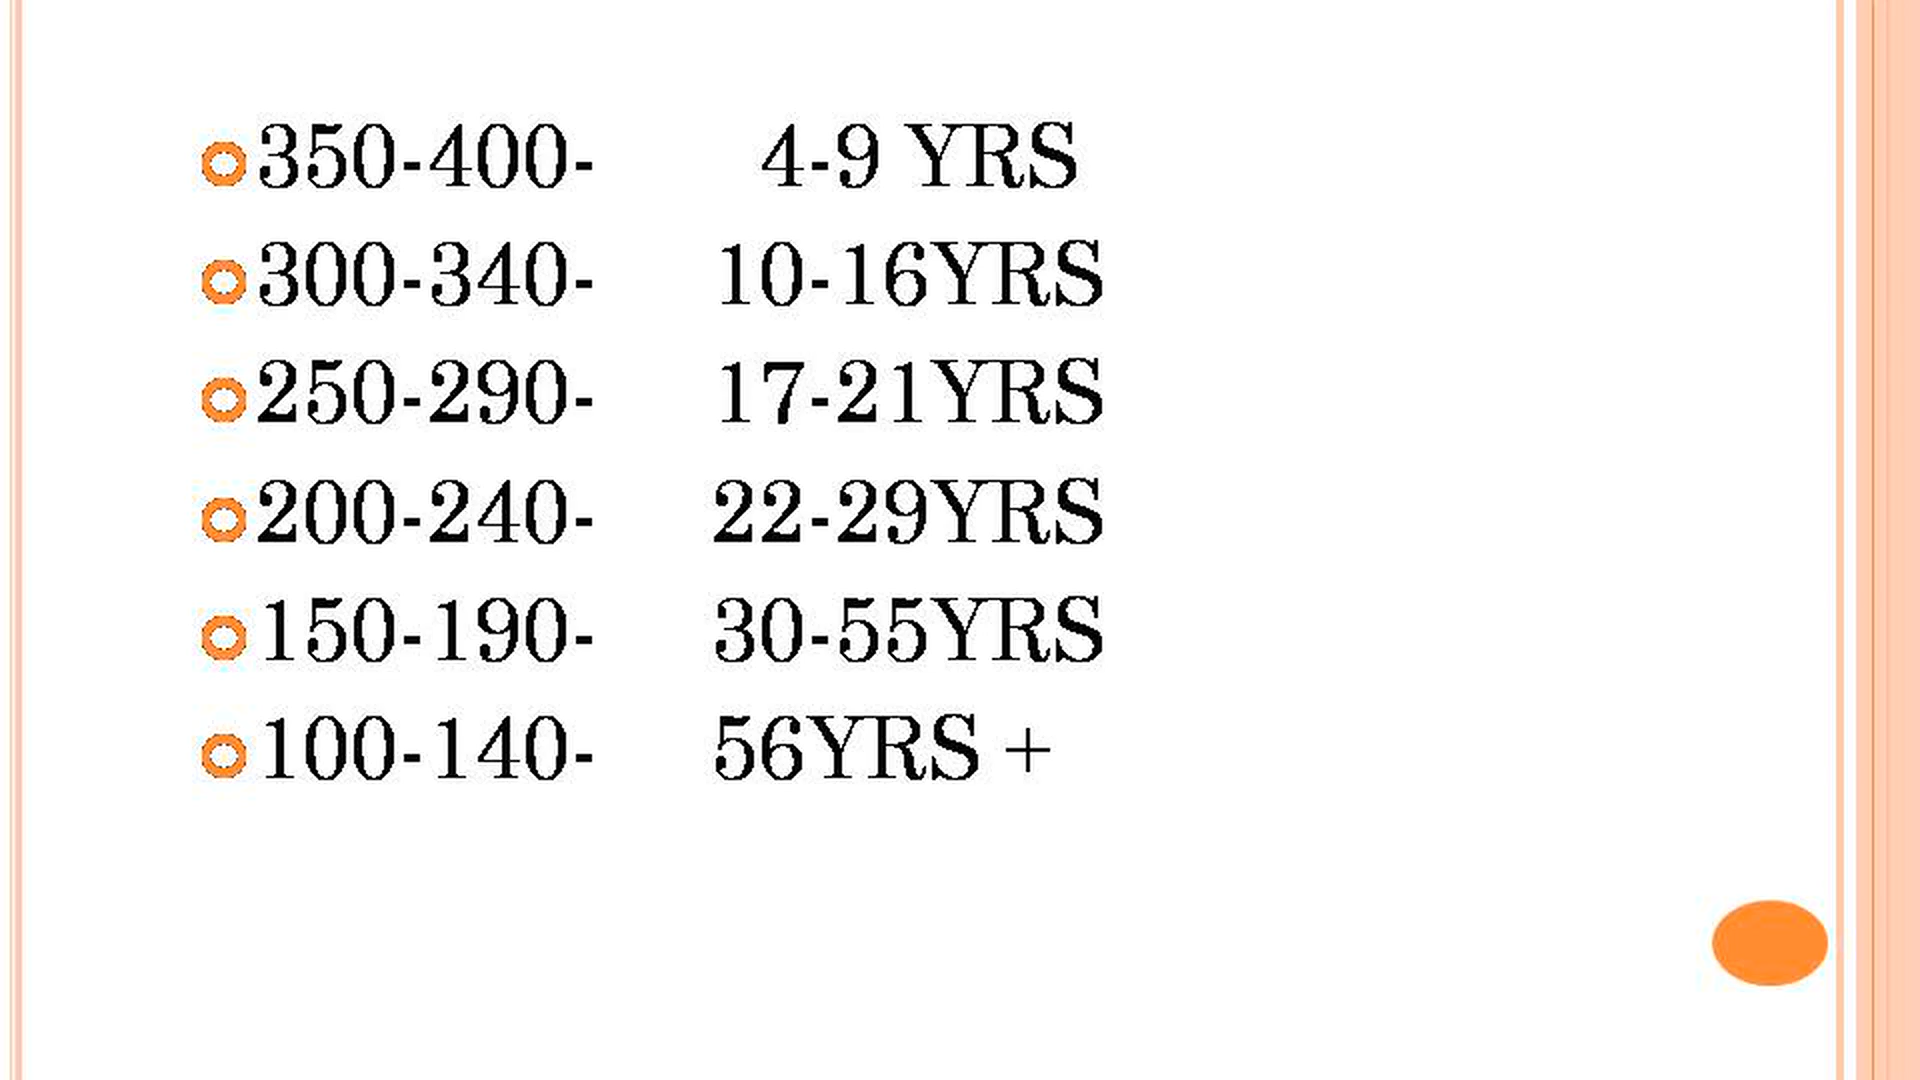 350-400- 4-9 YRS
300-340- 10-16YRS
250-290- 17-21YRS
200-240- 22-29YRS
150-190- 30-55YRS
100-140- 56YRS +